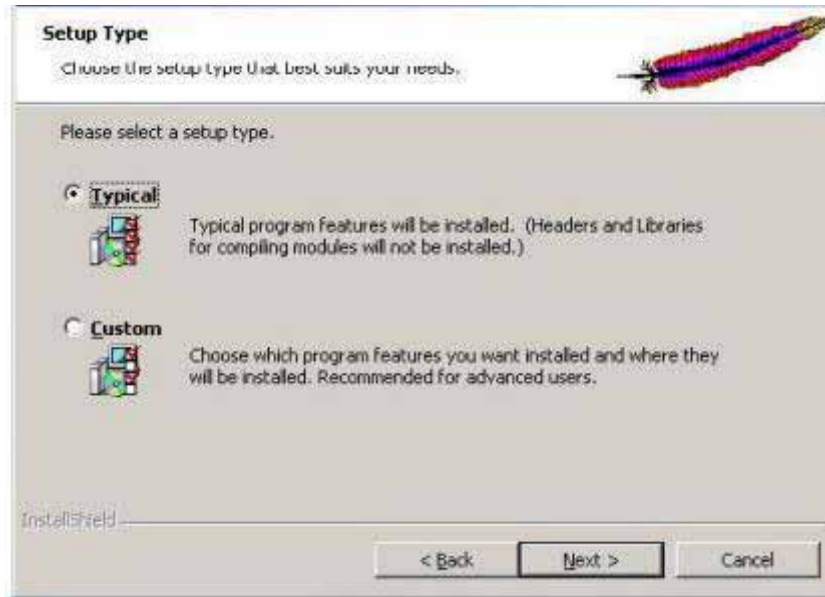 Setup Type
Choose the setup type that best suits your needs.
Please select a setup type.
Typical
Typical program features will be installed. (Headers and Libraries
for compiling modules will not be installed.)
Custom
Choose which program features you want installed and where they
will be installed. Recommended for advanced users.
InstallShield
< Back
Next >
Cancel